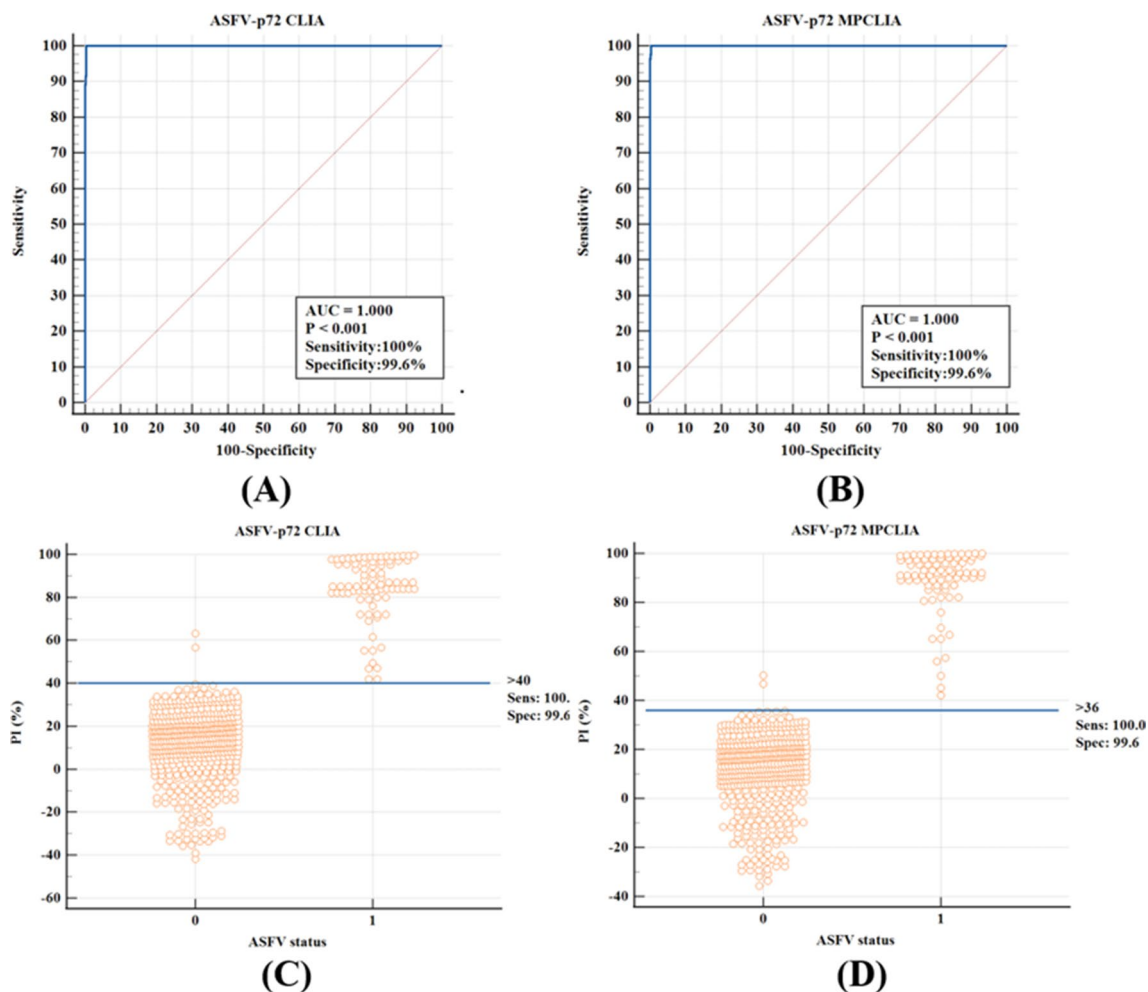 ASFV-p72 CLIA
100
90
80
70
60
50
40
30
20
10
0
Sensitivity
AUC = 1.000
P < 0.001
Sensitivity:100%
Specificity:99.6%
0 10 20 30 40 50 60 70 80 90 100
100-Specificity
(A)
ASFV-p72 MPCLIA
100
90
80
70
60
50
40
30
20
10
0
Sensitivity
AUC = 1.000
P < 0.001
Sensitivity:100%
Specificity:99.6%
0 10 20 30 40 50 60 70 80 90 100
100-Specificity
(B)
ASFV-p72 CLIA
100
80
60
40
20
0
-20
-40
-60
PI (%)
>40
Sens: 100.
Spec: 99.6
0 1
ASFV status
(C)
ASFV-p72 MPCLIA
100
80
60
40
20
0
-20
-40
PI (%)
>36
Sens: 100.0
Spec: 99.6
0 1
ASFV status
(D)